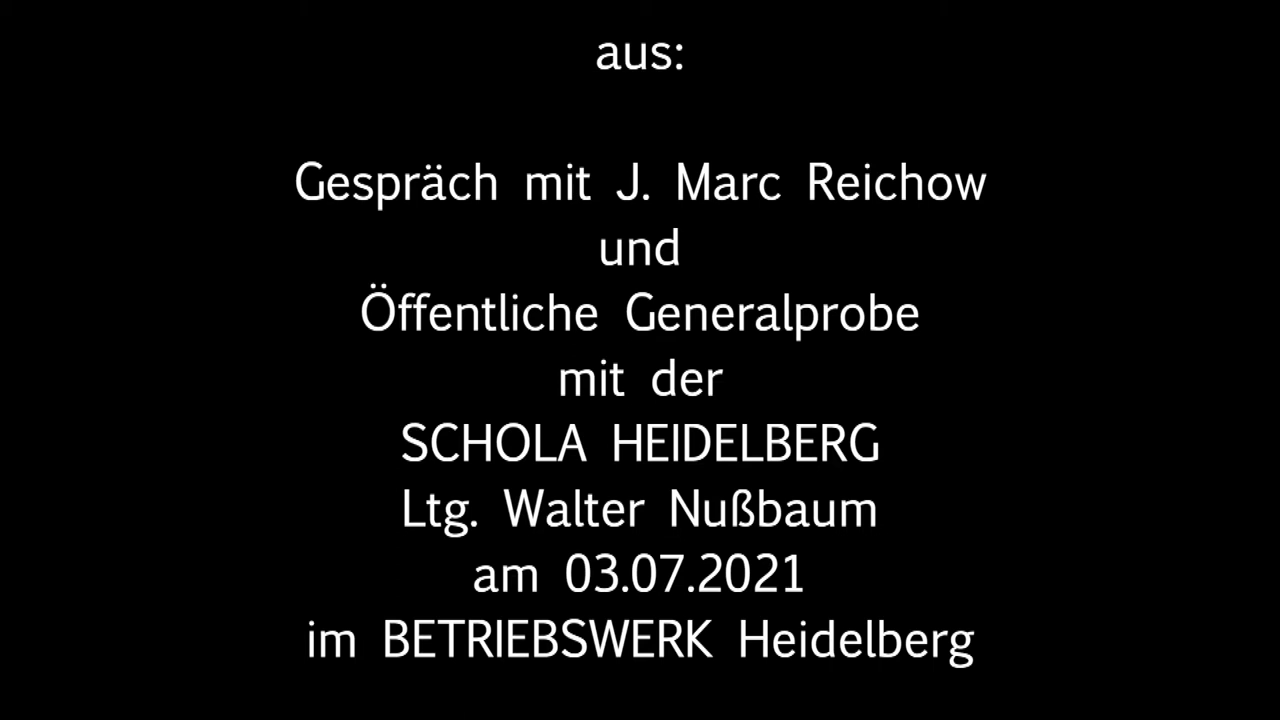 aus:
Gespräch mit J. Marc Reichow
und
Öffentliche Generalprobe
mit der
SCHOLA HEIDELBERG
Ltg. Walter Nußbaum
am 03.07.2021
im BETRIEBSWERK Heidelberg